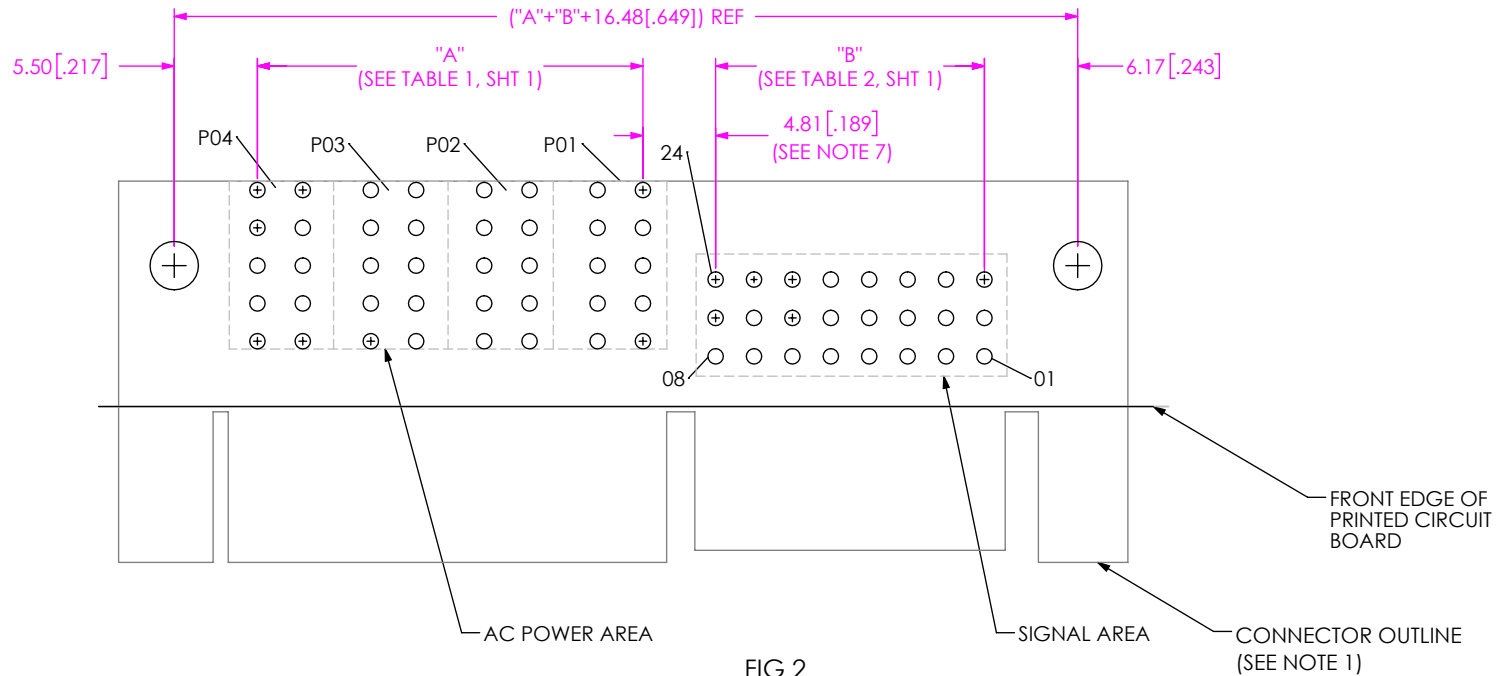 ("A"+"B"+16.48[.649]) REF
5.50[.217]
"A"
(SEE TABLE 1, SHT 1)
"B"
(SEE TABLE 2, SHT 1)
6.17[.243]
4.81[.189]
(SEE NOTE 7)
P04
P03
P02
P01
24
08
01
FRONT EDGE OF
PRINTED CIRCUIT
BOARD
AC POWER AREA
SIGNAL AREA
CONNECTOR OUTLINE
(SEE NOTE 1)
FIG 2